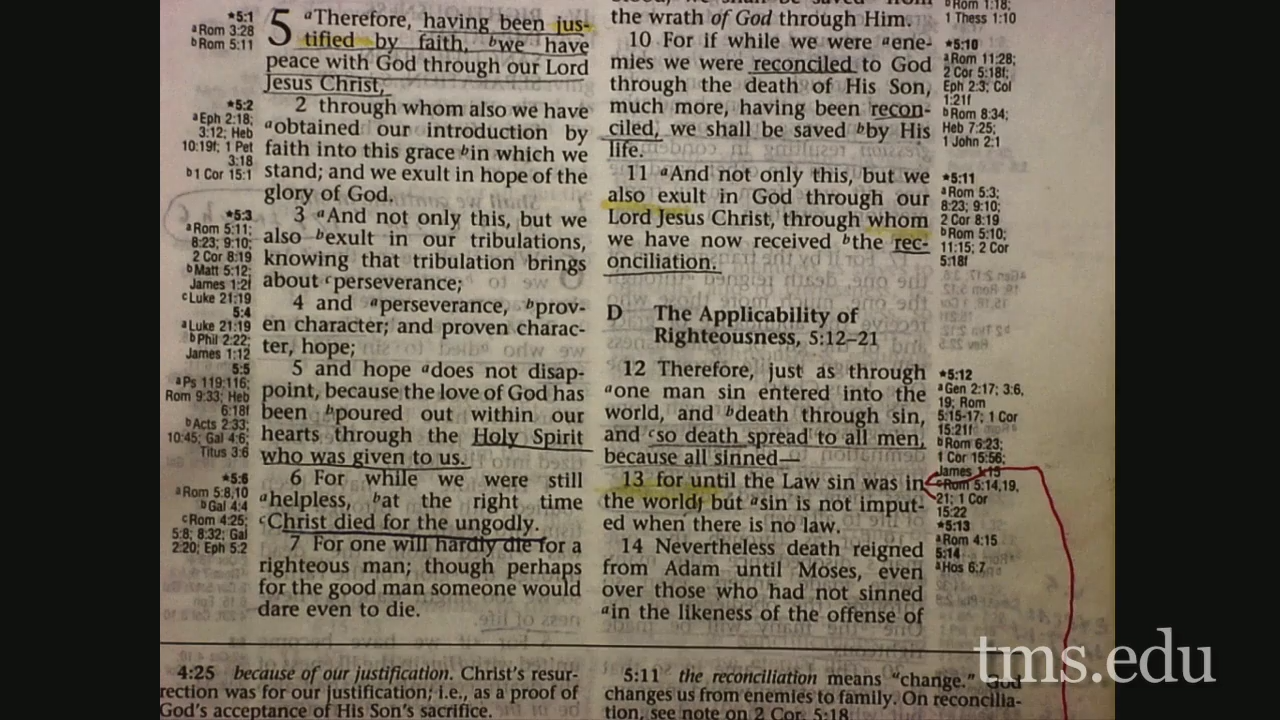 *5:1
aRom 3:28
bRom 5:11
*5:2
aEph 2:18;
3:12; Heb
10:19f; 1 Pet
3:18
b1 Cor 15:1
*5:3
aRom 5:11;
8:23; 9:10;
2 Cor 8:19
bMatt 5:12;
James 1:2f
cLuke 21:19
5:4
aLuke 21:19
bPhil 2:22;
James 1:12
5:5
aPs 119:116;
Rom 9:33; Heb
6:18f
bActs 2:33;
10:45; Gal 4:6;
Titus 3:6
*5:6
aRom 5:8,10
bGal 4:4
cRom 4:25;
5:8; 8:32; Gal
2:20; Eph 5:2
5 aTherefore, having been jus-
tified by faith, bwe have
peace with God through our Lord
Jesus Christ,
2 through whom also we have
aobtained our introduction by
faith into this grace bin which we
stand; and we exult in hope of the
glory of God.
3 aAnd not only this, but we
also bexult in our tribulations,
knowing that tribulation brings
about cperseverance;
4 and aperseverance, bprov-
en character; and proven charac-
ter, hope;
5 and hope adoes not disap-
point, because the love of God has
been bpoured out within our
hearts through the Holy Spirit
who was given to us.
6 For while we were still
ahelpless, bat the right time
cChrist died for the ungodly.
7 For one will hardly die for a
righteous man; though perhaps
for the good man someone would
dare even to die.
the wrath of God through Him.
10 For if while we were aene-
mies we were reconciled to God
through the death of His Son,
much more, having been recon-
ciled, we shall be saved bby His
life.
11 aAnd not only this, but we
also exult in God through our
Lord Jesus Christ, through whom
we have now received bthe rec-
onciliation.
D The Applicability of
Righteousness, 5:12–21
12 Therefore, just as through
aone man sin entered into the
world, and bdeath through sin,
and cso death spread to all men,
because all sinned—
13 for until the Law sin was in
the world; but asin is not imput-
ed when there is no law.
14 Nevertheless death reigned
from Adam until Moses, even
over those who had not sinned
ain the likeness of the offense of
bRom 1:18;
1 Thess 1:10
*5:10
aRom 11:28;
2 Cor 5:18f;
Eph 2:3; Col
1:21f
bRom 8:34;
Heb 7:25;
1 John 2:1
*5:11
aRom 5:3;
8:23; 9:10;
2 Cor 8:19
bRom 5:10;
11:15; 2 Cor
5:18f
*5:12
aGen 2:17; 3:6,
19; Rom
5:15-17; 1 Cor
15:21f
bRom 6:23;
1 Cor 15:56;
James 1:15
cRom 5:14,19,
21; 1 Cor
15:22
*5:13
aRom 4:15
5:14
aHos 6:7
4:25 because of our justification. Christ's resur-
rection was for our justification; i.e., as a proof of
God's acceptance of His Son's sacrifice.
5:11 the reconciliation means "change." God
changes us from enemies to family. On reconcilia-
tion, see note on 2 Cor. 5:18
tms.edu